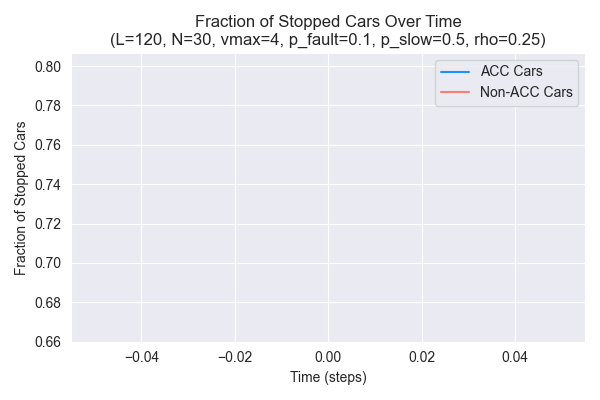 Fraction of Stopped Cars Over Time
(L=120, N=30, vmax=4, p_fault=0.1, p_slow=0.5, rho=0.25)
ACC Cars
Non-ACC Cars
Fraction of Stopped Cars
0.80
0.78
0.76
0.74
0.72
0.70
0.68
0.66
−0.04 −0.02 0.00 0.02 0.04
Time (steps)